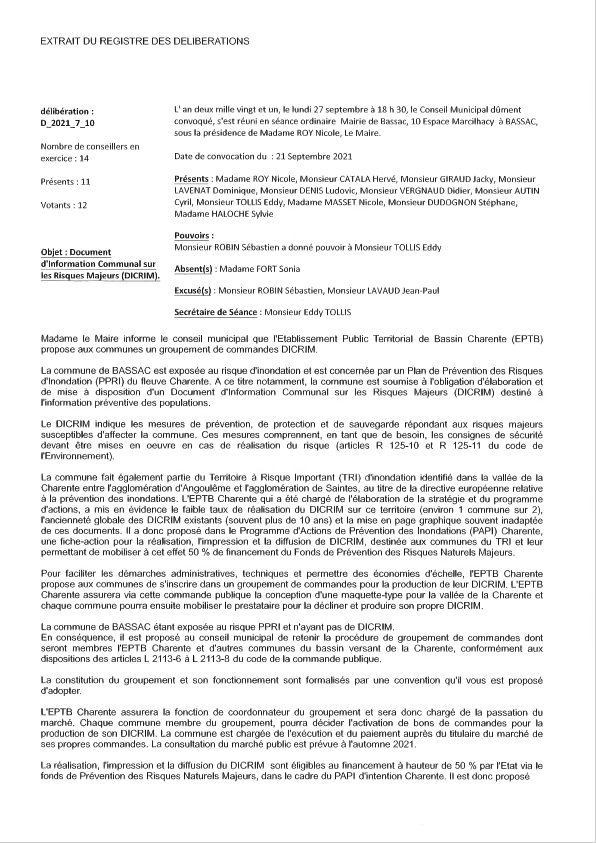 EXTRAIT DU REGISTRE DES DELIBERATIONS
délibération :
D_2021_7_10
Nombre de conseillers en
exercice : 14
Présents : 11
Votants : 12
Objet : Document
d'Information Communal sur
les Risques Majeurs (DICRIM).
L' an deux mille vingt et un, le lundi 27 septembre à 18 h 30, le Conseil Municipal dûment
convoqué, s'est réuni en séance ordinaire Mairie de Bassac, 10 Espace Marcilhacy à BASSAC,
sous la présidence de Madame ROY Nicole, Le Maire.
Date de convocation du : 21 Septembre 2021
Présents : Madame ROY Nicole, Monsieur CATALA Hervé, Monsieur GIRAUD Jacky, Monsieur
LAVENAT Dominique, Monsieur DENIS Ludovic, Monsieur VERGNAUD Didier, Monsieur AUTIN
Cyril, Monsieur TOLLIS Eddy, Madame MASSET Nicole, Monsieur DUDOGNON Stéphane,
Madame HALOCHE Sylvie
Pouvoirs :
Monsieur ROBIN Sébastien a donné pouvoir à Monsieur TOLLIS Eddy
Absent(s) : Madame FORT Sonia
Excusé(s) : Monsieur ROBIN Sébastien, Monsieur LAVAUD Jean-Paul
Secrétaire de Séance : Monsieur Eddy TOLLIS
Madame le Maire informe le conseil municipal que l'Etablissement Public Territorial de Bassin Charente (EPTB)
propose aux communes un groupement de commandes DICRIM.
La commune de BASSAC est exposée au risque d'inondation et est concernée par un Plan de Prévention des Risques
d'Inondation (PPRI) du fleuve Charente. A ce titre notamment, la commune est soumise à l'obligation d'élaboration et
de mise à disposition d'un Document d'Information Communal sur les Risques Majeurs (DICRIM) destiné à
l'information préventive des populations.
Le DICRIM indique les mesures de prévention, de protection et de sauvegarde répondant aux risques majeurs
susceptibles d'affecter la commune. Ces mesures comprennent, en tant que de besoin, les consignes de sécurité
devant être mises en oeuvre en cas de réalisation du risque (articles R 125-10 et R 125-11 du code de
l'Environnement).
La commune fait également partie du Territoire à Risque Important (TRI) d'inondation identifié dans la vallée de la
Charente entre l'agglomération d'Angoulême et l'agglomération de Saintes, au titre de la directive européenne relative
à la prévention des inondations. L'EPTB Charente qui a été chargé de l'élaboration de la stratégie et du programme
d'actions, a mis en évidence le faible taux de réalisation du DICRIM sur ce territoire (environ 1 commune sur 2),
l'ancienneté globale des DICRIM existants (souvent plus de 10 ans) et la mise en page graphique souvent inadaptée
de ces documents. Il a donc proposé dans le Programme d'Actions de Prévention des Inondations (PAPI) Charente,
une fiche-action pour la réalisation, l'impression et la diffusion de DICRIM, destinée aux communes du TRI et leur
permettant de mobiliser à cet effet 50 % de financement du Fonds de Prévention des Risques Naturels Majeurs.
Pour faciliter les démarches administratives, techniques et permettre des économies d'échelle, l'EPTB Charente
propose aux communes de s'inscrire dans un groupement de commandes pour la production de leur DICRIM. L'EPTB
Charente assurera via cette commande publique la conception d'une maquette-type pour la vallée de la Charente et
chaque commune pourra ensuite mobiliser le prestataire pour la décliner et produire son propre DICRIM.
La commune de BASSAC étant exposée au risque PPRI et n'ayant pas de DICRIM.
En conséquence, il est proposé au conseil municipal de retenir la procédure de groupement de commandes dont
seront membres l'EPTB Charente et d'autres communes du bassin versant de la Charente, conformément aux
dispositions des articles L 2113-6 à L 2113-8 du code de la commande publique.
La constitution du groupement et son fonctionnement sont formalisés par une convention qu'il vous est proposé
d'adopter.
L'EPTB Charente assurera la fonction de coordonnateur du groupement et sera donc chargé de la passation du
marché. Chaque commune membre du groupement, pourra décider l'activation de bons de commandes pour la
production de son DICRIM. La commune est chargée de l'exécution et du paiement auprès du titulaire du marché de
ses propres commandes. La consultation du marché public est prévue à l'automne 2021.
La réalisation, l'impression et la diffusion du DICRIM sont éligibles au financement à hauteur de 50 % par l'Etat via le
fonds de Prévention des Risques Naturels Majeurs, dans le cadre du PAPI d'intention Charente. Il est donc proposé